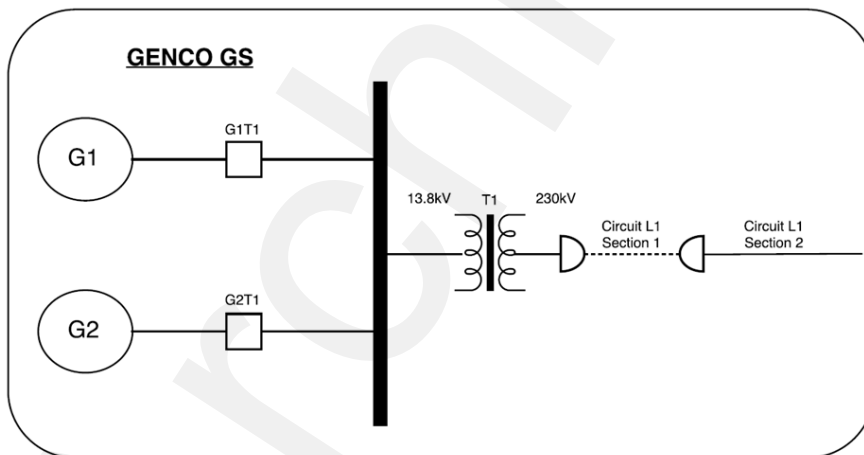 GENCO GS
G1T1
G1
13.8kV
T1
230kV
Circuit L1
Section 1
Circuit L1
Section 2
G2T1
G2